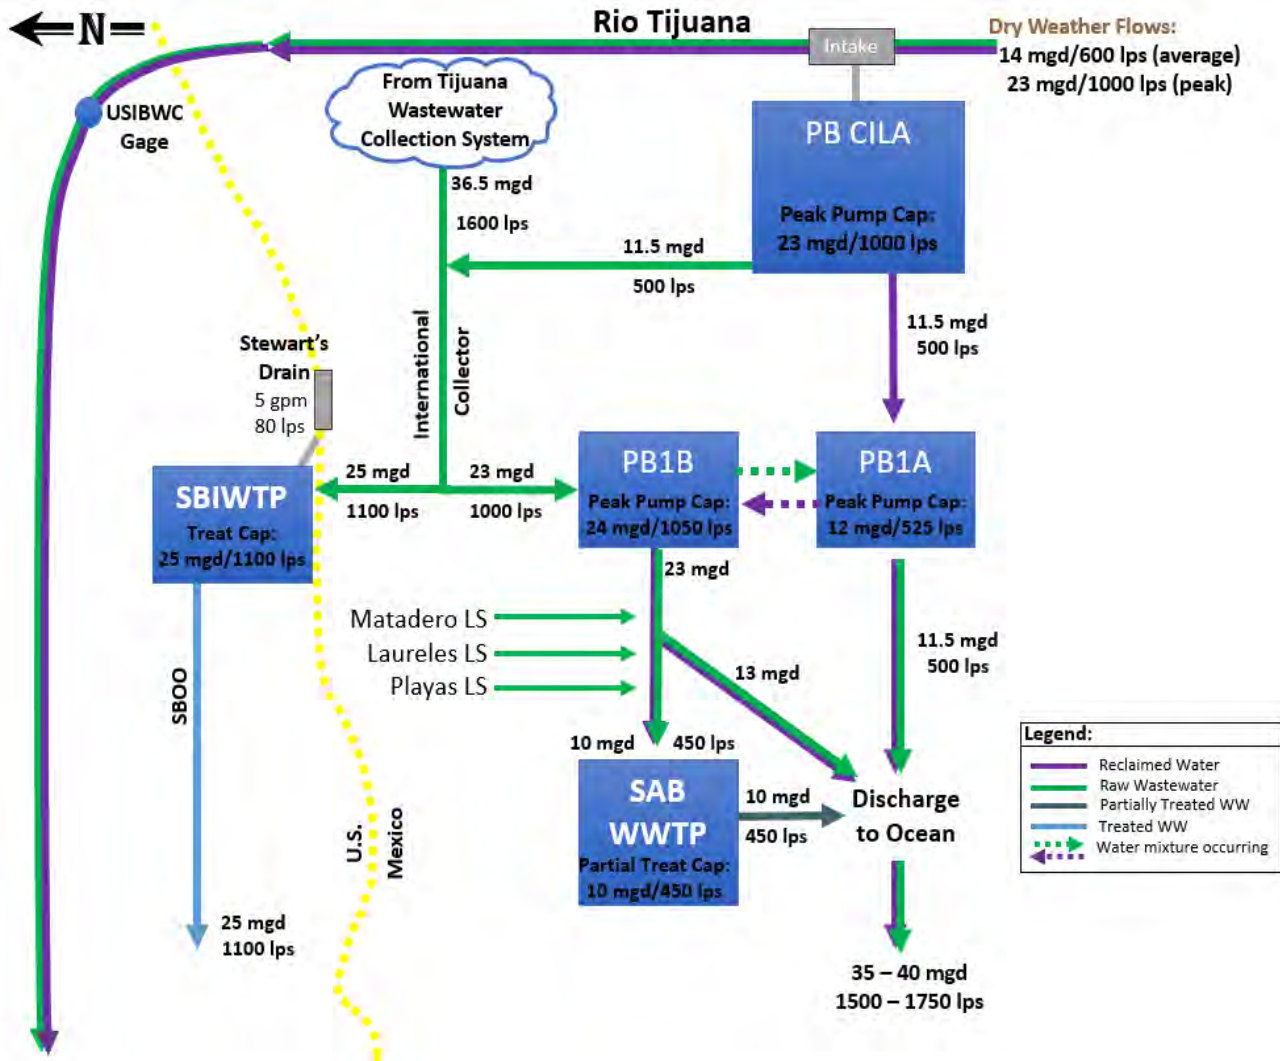 N
Rio Tijuana
Intake
Dry Weather Flows:
14 mgd/600 lps (average)
23 mgd/1000 lps (peak)
USIBWC
Gage
From Tijuana
Wastewater
Collection System
36.5 mgd
1600 lps
PB CILA
Peak Pump Cap:
23 mgd/1000 lps
11.5 mgd
500 lps
11.5 mgd
500 lps
International
Collector
Stewart's
Drain
5 gpm
80 lps
SBIWTP
Treat Cap:
25 mgd/1100 lps
25 mgd
1100 lps
23 mgd
1000 lps
PB1B
Peak Pump Cap:
24 mgd/1050 lps
PB1A
Peak Pump Cap:
12 mgd/525 lps
23 mgd
Matadero LS
Laureles LS
Playas LS
13 mgd
11.5 mgd
500 lps
SBOO
10 mgd
450 lps
SAB
WWTP
Partial Treat Cap:
10 mgd/450 lps
10 mgd
450 lps
Discharge
to Ocean
35 – 40 mgd
1500 – 1750 lps
U.S.
Mexico
25 mgd
1100 lps
Legend:
Reclaimed Water
Raw Wastewater
Partially Treated WW
Treated WW
Water mixture occurring